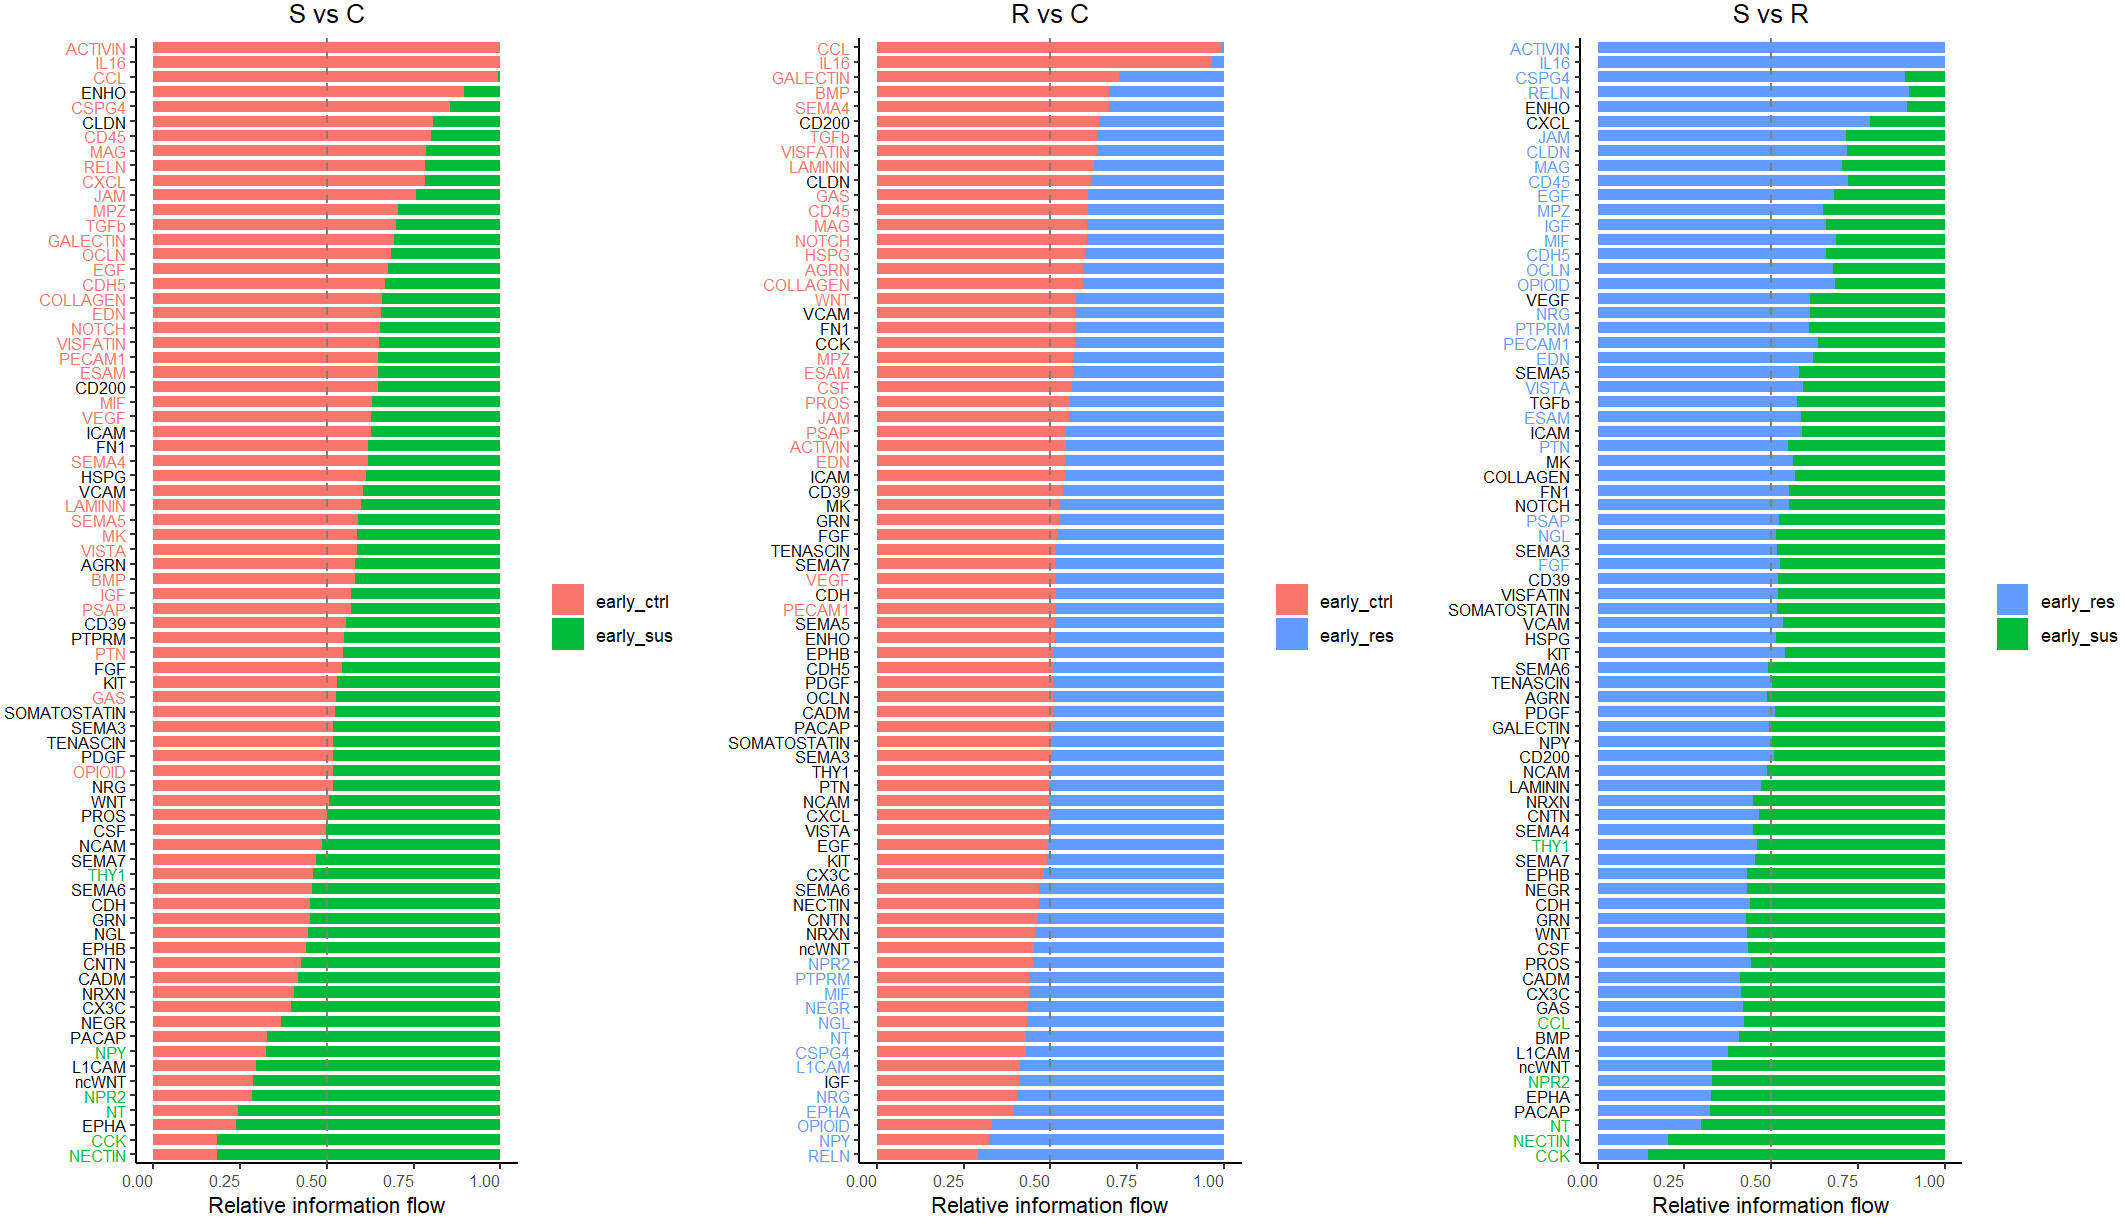 S vs C
ACTIVIN
IL16
CCL
ENHO
CSPG4
CLDN
CD45
MAG
RELN
CXCL
JAM
MPZ
TGFb
GALECTIN
OCLN
EGF
CDH5
COLLAGEN
EDN
NOTCH
VISFATIN
PECAM1
ESAM
CD200
MIF
VEGF
ICAM
FN1
SEMA4
HSPG
VCAM
LAMININ
SEMA5
MK
VISTA
AGRN
BMP
IGF
PSAP
CD39
PTPRM
PTN
FGF
KIT
GAS
SOMATOSTATIN
SEMA3
TENASCIN
PDGF
OPIOID
NRG
WNT
PROS
CSF
NCAM
SEMA7
THY1
SEMA6
CDH
GRN
NGL
EPHB
CNTN
CADM
NRXN
CX3C
NEGR
PACAP
NPY
L1CAM
ncWNT
NPR2
NT
EPHA
CCK
NECTIN
0.00 0.25 0.50 0.75 1.00
Relative information flow
early_ctrl
early_sus
R vs C
CCL
IL16
GALECTIN
BMP
SEMA4
CD200
TGFb
VISFATIN
LAMININ
CLDN
GAS
CD45
MAG
NOTCH
HSPG
AGRN
COLLAGEN
WNT
VCAM
FN1
CCK
MPZ
ESAM
CSF
PROS
JAM
PSAP
ACTIVIN
EDN
ICAM
CD39
MK
GRN
FGF
TENASCIN
SEMA7
VEGF
CDH
PECAM1
SEMA5
ENHO
EPHB
CDH5
PDGF
OCLN
CADM
PACAP
SOMATOSTATIN
SEMA3
THY1
PTN
NCAM
CXCL
VISTA
EGF
KIT
CX3C
SEMA6
NECTIN
CNTN
NRXN
ncWNT
NPR2
PTPRM
MIF
NEGR
NGL
NT
CSPG4
L1CAM
IGF
NRG
EPHA
OPIOID
NPY
RELN
0.00 0.25 0.50 0.75 1.00
Relative information flow
early_ctrl
early_res
S vs R
ACTIVIN
IL16
CSPG4
RELN
ENHO
CXCL
JAM
CLDN
MAG
CD45
EGF
MPZ
IGF
MIF
CDH5
OCLN
OPIOID
VEGF
NRG
PTPRM
PECAM1
EDN
SEMA5
VISTA
TGFb
ESAM
ICAM
PTN
MK
COLLAGEN
FN1
NOTCH
PSAP
NGL
SEMA3
FGF
CD39
VISFATIN
SOMATOSTATIN
VCAM
HSPG
KIT
SEMA6
TENASCIN
AGRN
PDGF
GALECTIN
NPY
CD200
NCAM
LAMININ
NRXN
CNTN
SEMA4
THY1
SEMA7
EPHB
NEGR
CDH
GRN
WNT
CSF
PROS
CADM
CX3C
GAS
CCL
BMP
L1CAM
ncWNT
NPR2
EPHA
PACAP
NT
NECTIN
CCK
0.00 0.25 0.50 0.75 1.00
Relative information flow
early_res
early_sus